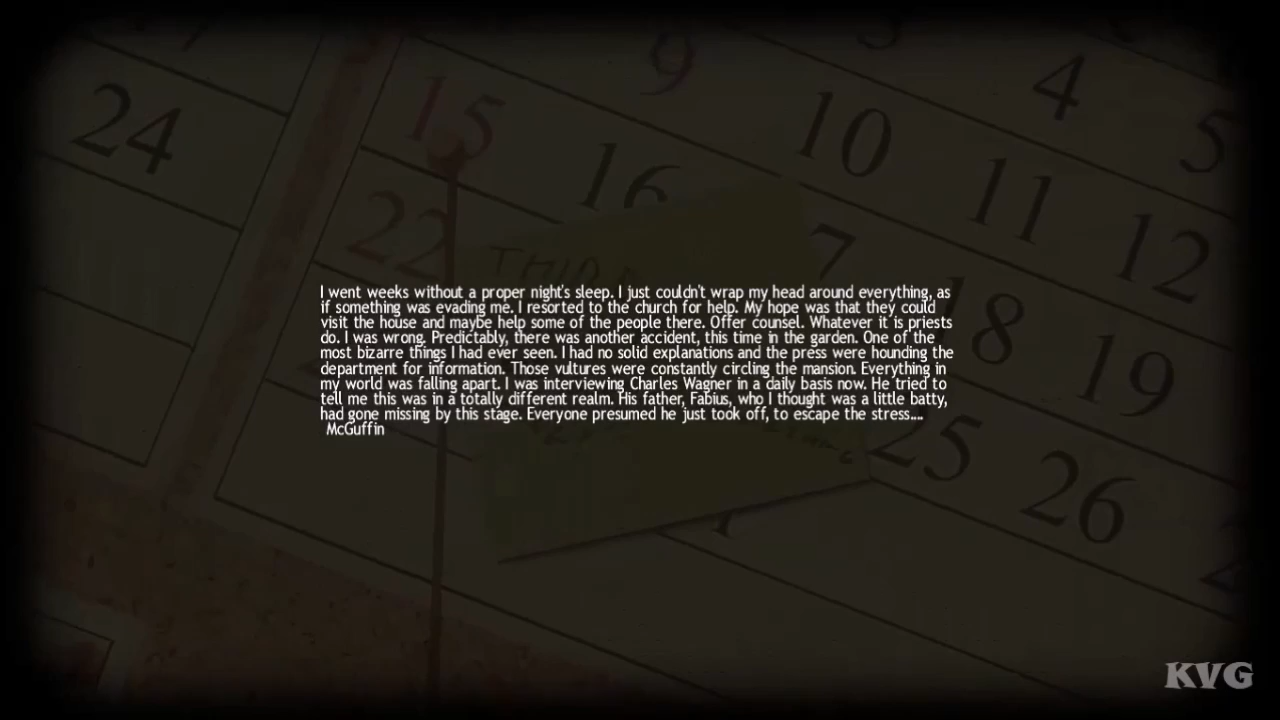 24
15
22
9
16
10
4
5
11
12
7
18
19
25
26
THIRD
I went weeks without a proper night's sleep. I just couldn't wrap my head around everything, as
if something was evading me. I resorted to the church for help. My hope was that they could
visit the house and maybe help some of the people there. Offer counsel. Whatever it is priests
do. I was wrong. Predictably, there was another accident, this time in the garden. One of the
most bizarre things I had ever seen. I had no solid explanations and the press were hounding the
department for information. Those vultures were constantly circling the mansion. Everything in
my world was falling apart. I was interviewing Charles Wagner in a daily basis now. He tried to
tell me this was in a totally different realm. His father, Fabius, who I thought was a little batty,
had gone missing by this stage. Everyone presumed he just took off, to escape the stress....
McGuffin
KVG